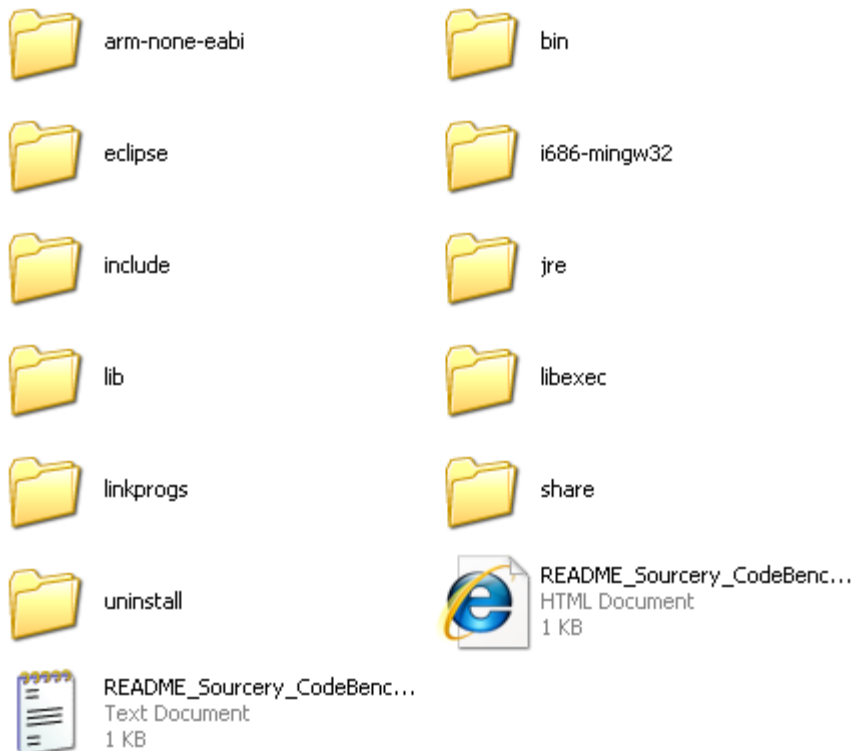 arm-none-eabi
bin
eclipse
i686-mingw32
include
jre
lib
libexec
linkprogs
share
uninstall
README_Sourcery_CodeBenc...
HTML Document
1 KB
README_Sourcery_CodeBenc...
Text Document
1 KB